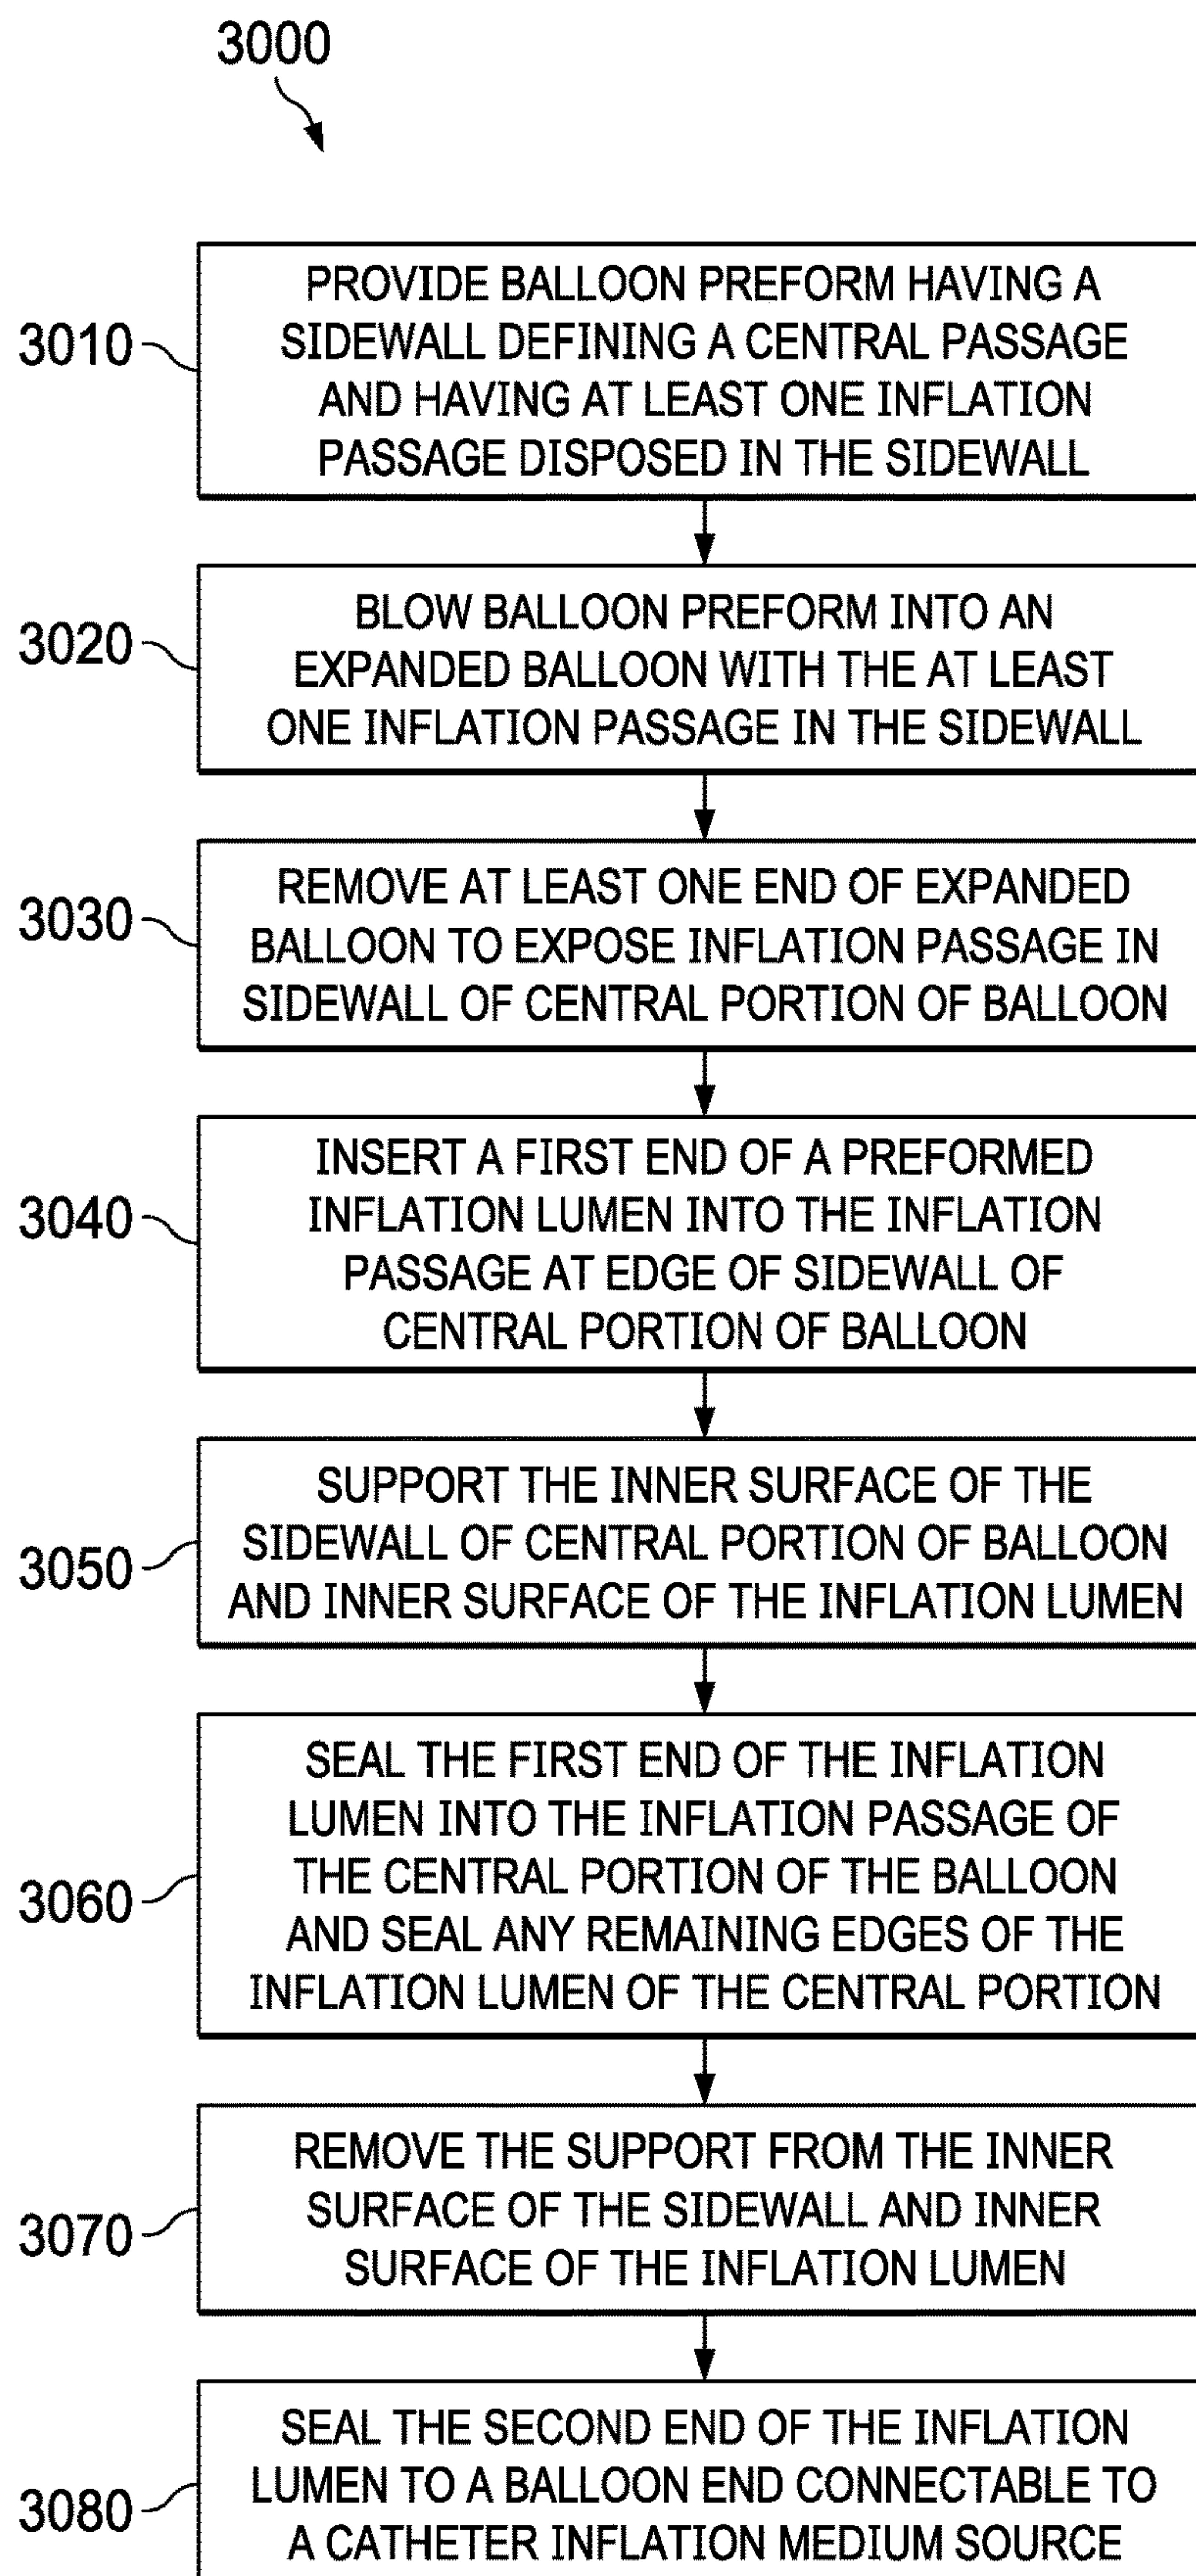 3000
3010
PROVIDE BALLOON PREFORM HAVING A
SIDEWALL DEFINING A CENTRAL PASSAGE
AND HAVING AT LEAST ONE INFLATION
PASSAGE DISPOSED IN THE SIDEWALL
3020
BLOW BALLOON PREFORM INTO AN
EXPANDED BALLOON WITH THE AT LEAST
ONE INFLATION PASSAGE IN THE SIDEWALL
3030
REMOVE AT LEAST ONE END OF EXPANDED
BALLOON TO EXPOSE INFLATION PASSAGE IN
SIDEWALL OF CENTRAL PORTION OF BALLOON
3040
INSERT A FIRST END OF A PREFORMED
INFLATION LUMEN INTO THE INFLATION
PASSAGE AT EDGE OF SIDEWALL OF
CENTRAL PORTION OF BALLOON
3050
SUPPORT THE INNER SURFACE OF THE
SIDEWALL OF CENTRAL PORTION OF BALLOON
AND INNER SURFACE OF THE INFLATION LUMEN
3060
SEAL THE FIRST END OF THE INFLATION
LUMEN INTO THE INFLATION PASSAGE OF
THE CENTRAL PORTION OF THE BALLOON
AND SEAL ANY REMAINING EDGES OF THE
INFLATION LUMEN OF THE CENTRAL PORTION
3070
REMOVE THE SUPPORT FROM THE INNER
SURFACE OF THE SIDEWALL AND INNER
SURFACE OF THE INFLATION LUMEN
3080
SEAL THE SECOND END OF THE INFLATION
LUMEN TO A BALLOON END CONNECTABLE TO
A CATHETER INFLATION MEDIUM SOURCE